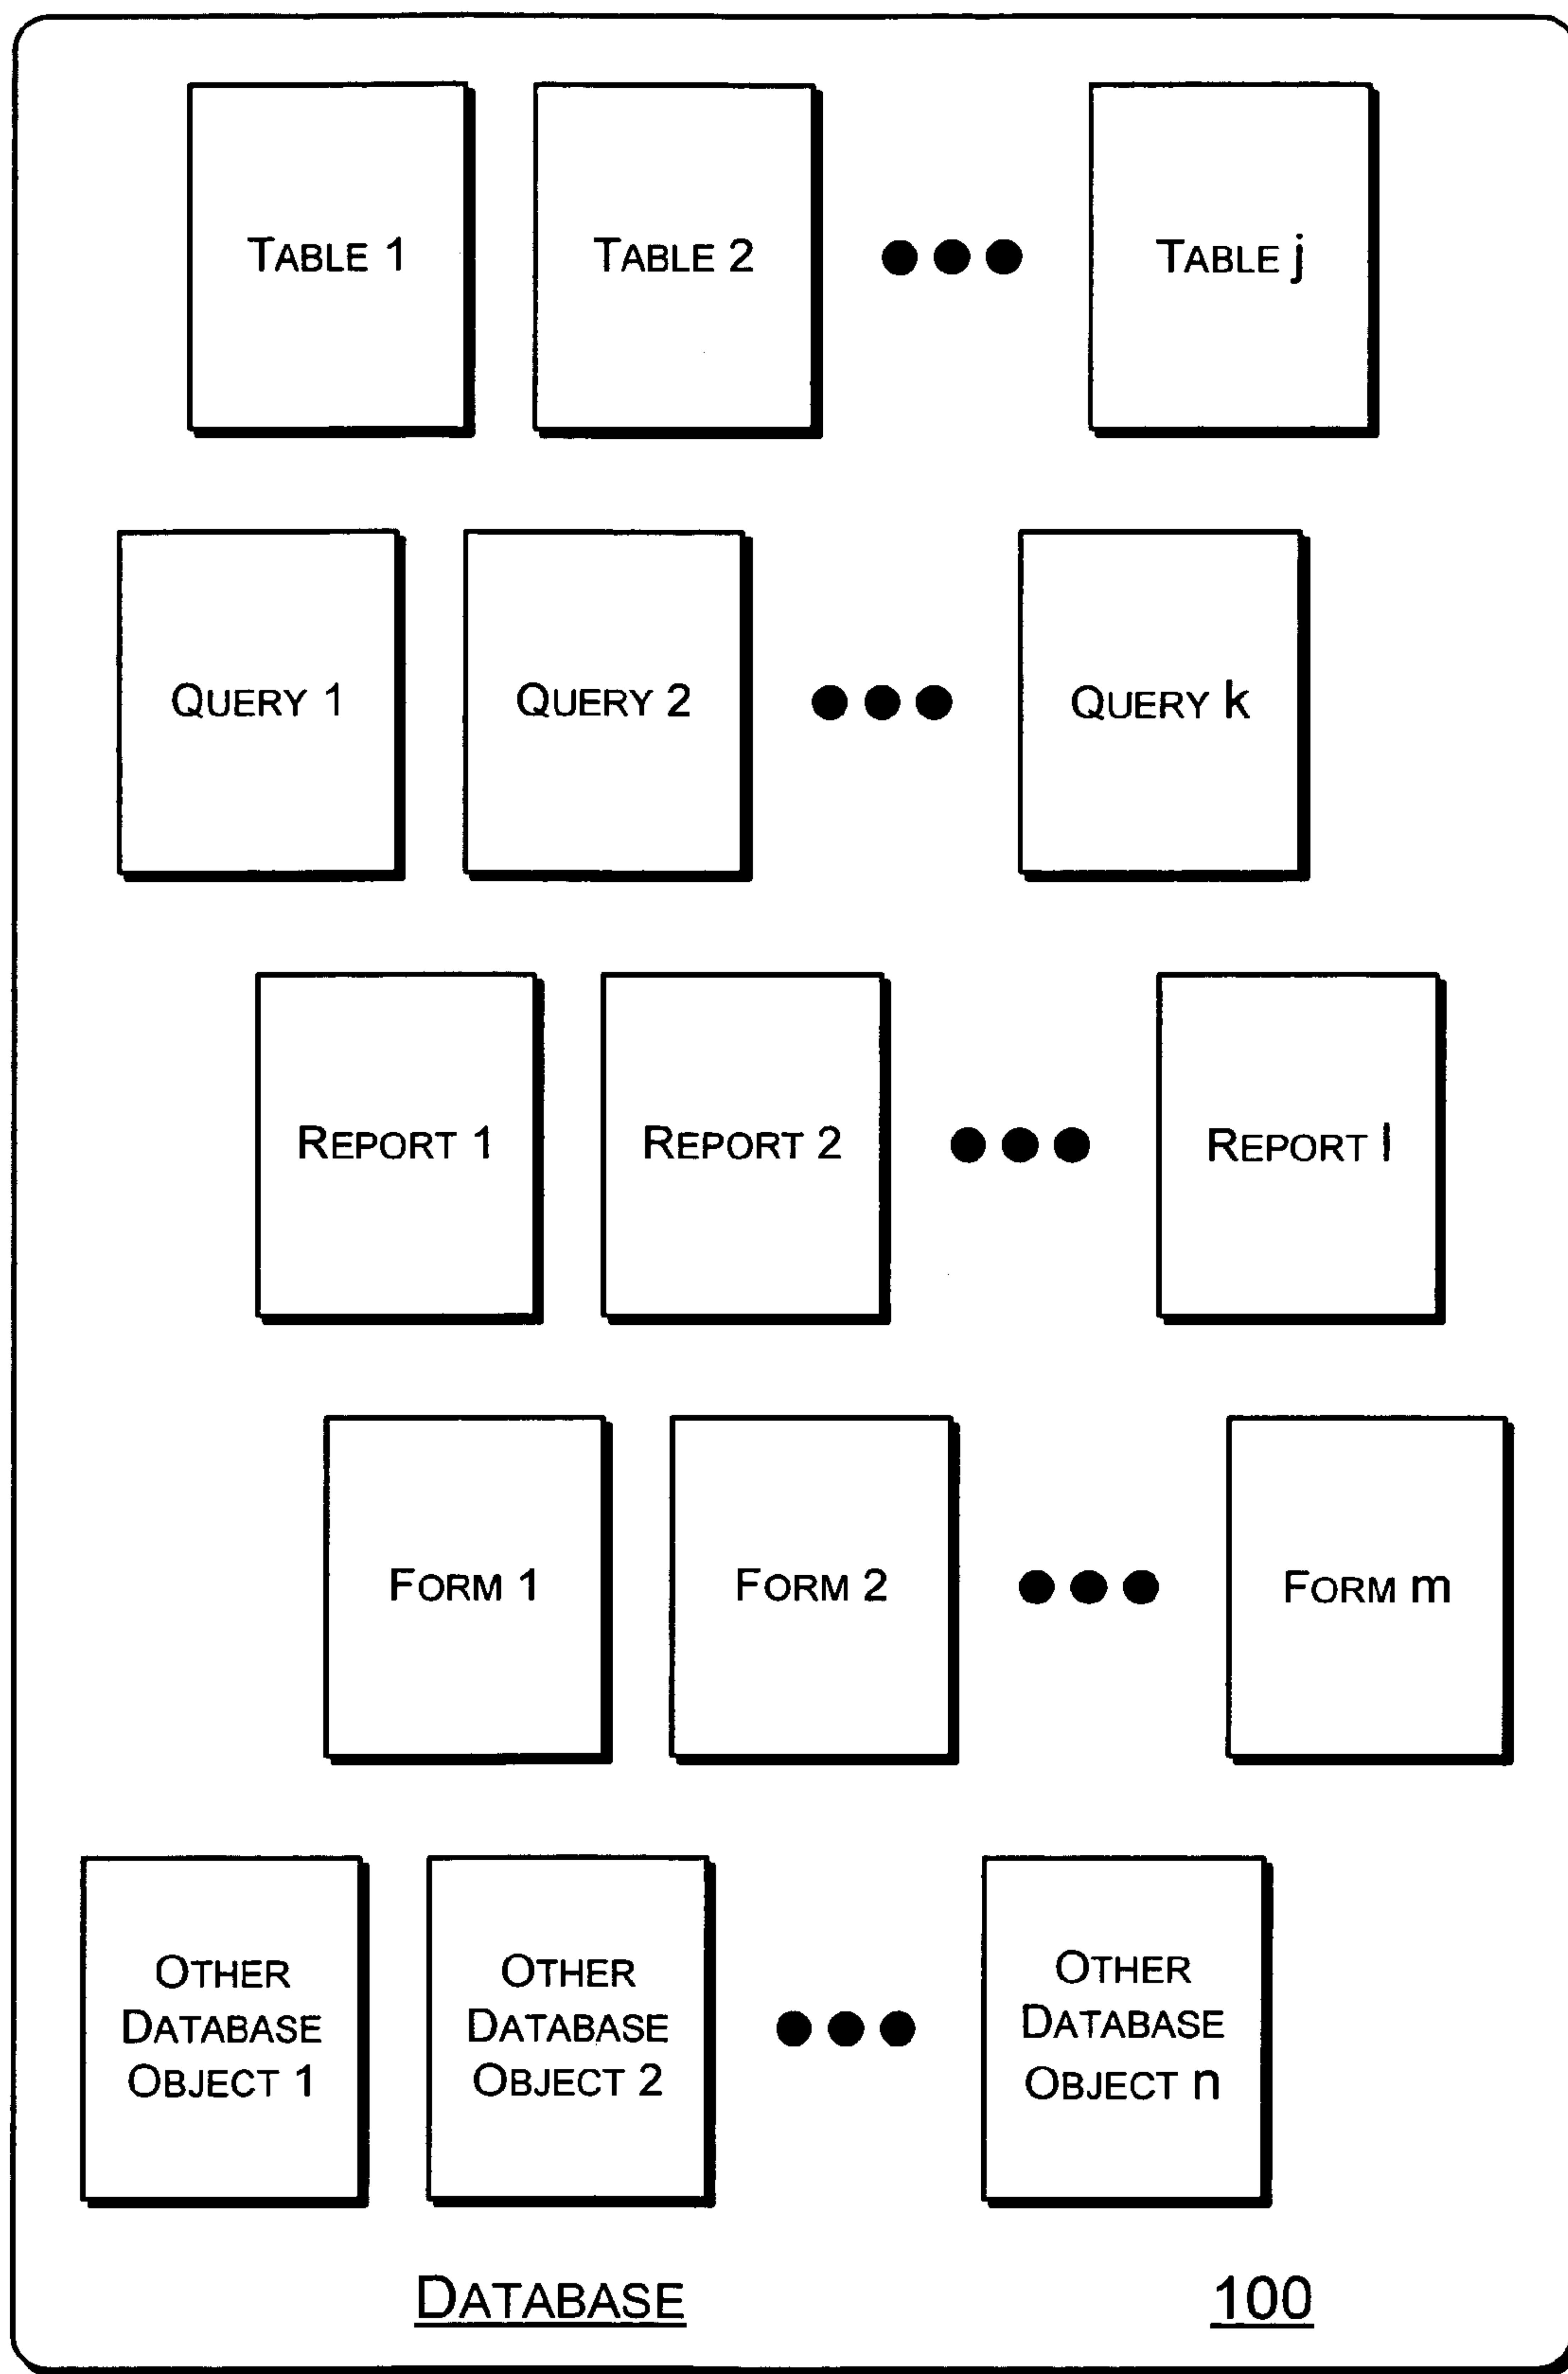 TABLE 1 TABLE 2 TABLE j
QUERY 1 QUERY 2 QUERY k
REPORT 1 REPORT 2 REPORT l
FORM 1 FORM 2 FORM m
OTHER
DATABASE
OBJECT 1
OTHER
DATABASE
OBJECT 2
OTHER
DATABASE
OBJECT n
DATABASE 100